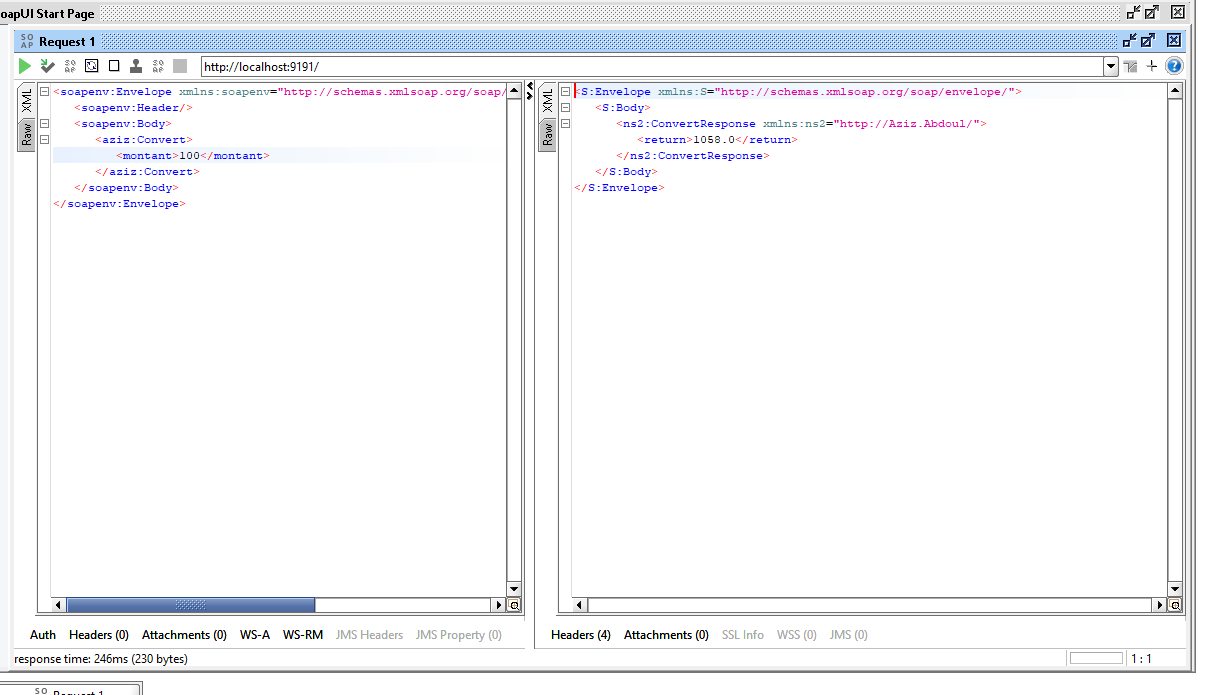 oapUI Start Page
SO AP Request 1
http://localhost:9191/
XML
Raw
<soapenv:Envelope xmlns:soapenv="http://schemas.xmlsoap.org/soap/
<soapenv:Header/>
<soapenv:Body>
<aziz:Convert>
<montant>100</montant>
</aziz:Convert>
</soapenv:Body>
</soapenv:Envelope>
XML
Raw
<S:Envelope xmlns:S="http://schemas.xmlsoap.org/soap/envelope/">
<S:Body>
<ns2:ConvertResponse xmlns:ns2="http://Aziz.Abdoul/">
<return>1058.0</return>
</ns2:ConvertResponse>
</S:Body>
</S:Envelope>
Auth Headers (0) Attachments (0) WS-A WS-RM JMS Headers JMS Property (0)
Headers (4) Attachments (0) SSL Info WSS (0) JMS (0)
response time: 246ms (230 bytes)
1 : 1
SO Request 1